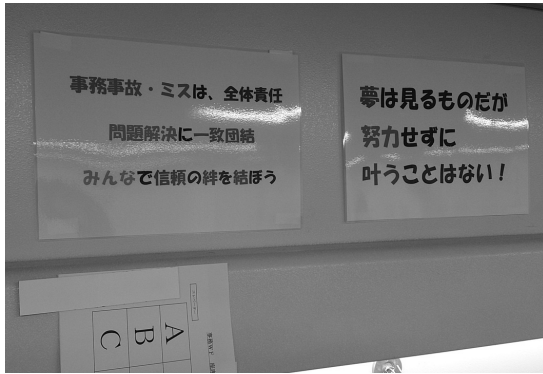 事務事故・ミスは、全体責任
問題解決に一致団結
みんなで信頼の絆を結ぼう
夢は見るものだが
努力せずに
叶うことはない！
A
B
C